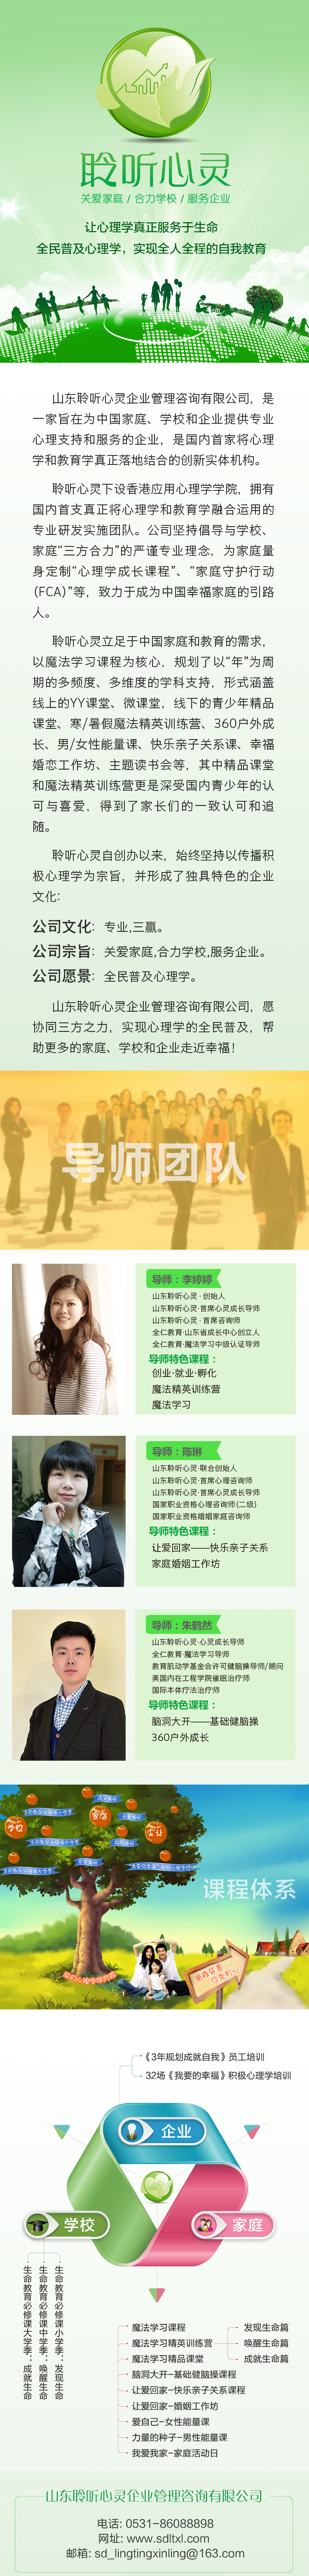 聆听心灵
关爱家庭 / 合力学校 / 服务企业
让心理学真正服务于生命
全民普及心理学，实现全人全程的自我教育
山东聆听心灵企业管理咨询有限公司，是
一家旨在为中国家庭、学校和企业提供专业
心理支持和服务的企业，是国内首家将心理
学和教育学真正落地结合的创新实体机构。
聆听心灵下设香港应用心理学学院，拥有
国内首支真正将心理学和教育学融合运用的
专业研发实施团队。公司坚持倡导与学校、
家庭“三方合力”的严谨专业理念，为家庭量
身定制“心理学成长课程”、“家庭守护行动
(FCA)”等，致力于成为中国幸福家庭的引路
人。
聆听心灵立足于中国家庭和教育的需求，
以魔法学习课程为核心，规划了以“年”为周
期的多频度、多维度的学科支持，形式涵盖
线上的YY课堂、微课堂，线下的青少年精品
课堂、寒/暑假魔法精英训练营、360户外成
长、男/女性能量课、快乐亲子关系课、幸福
婚恋工作坊、主题读书会等，其中精品课堂
和魔法精英训练营更是深受国内青少年的认
可与喜爱，得到了家长们的一致认可和追
随。
聆听心灵自创办以来，始终坚持以传播积
极心理学为宗旨，并形成了独具特色的企业
文化:
公司文化：专业,三赢。
公司宗旨：关爱家庭,合力学校,服务企业。
公司愿景：全民普及心理学。
山东聆听心灵企业管理咨询有限公司，愿
协同三方之力，实现心理学的全民普及，帮
助更多的家庭、学校和企业走近幸福！
导师团队
导师：李婷婷
山东聆听心灵 · 创始人
山东聆听心灵·首席心灵成长导师
山东聆听心灵 · 首席咨询师
全仁教育·山东省成长中心创立人
全仁教育·魔法学习中级认证导师
导师特色课程：
创业·就业·孵化
魔法精英训练营
魔法学习
导师：陈琳
山东聆听心灵·联合创始人
山东聆听心灵·首席心理咨询师
山东聆听心灵·首席心灵成长导师
国家职业资格心理咨询师(二级)
国家职业资格婚姻家庭咨询师
导师特色课程：
让爱回家——快乐亲子关系
家庭婚姻工作坊
导师：朱鹤然
山东聆听心灵·心灵成长导师
全仁教育·魔法学习导师
教育肌动学基金会许可健脑操导师/顾问
美国内在工程学院催眠治疗师
国际本体疗法治疗师
导师特色课程：
脑洞大开——基础健脑操
360户外成长
学校
家庭
企业
课程体系
《3年规划成就自我》员工培训
32场《我要的幸福》积极心理学培训
企业
学校
家庭
生命教育必修课大学季：成就生命
生命教育必修课中学季：唤醒生命
生命教育必修课小学季：发现生命
魔法学习课程
魔法学习精英训练营
魔法学习精品课堂
脑洞大开-基础健脑操课程
让爱回家-快乐亲子关系课程
让爱回家-婚姻工作坊
爱自己-女性能量课
力量的种子-男性能量课
我爱我家-家庭活动日
发现生命篇
唤醒生命篇
成就生命篇
山东聆听心灵企业管理咨询有限公司
电话: 0531-86088898
网址: www.sdltxl.com
邮箱: sd_lingtingxinling@163.com